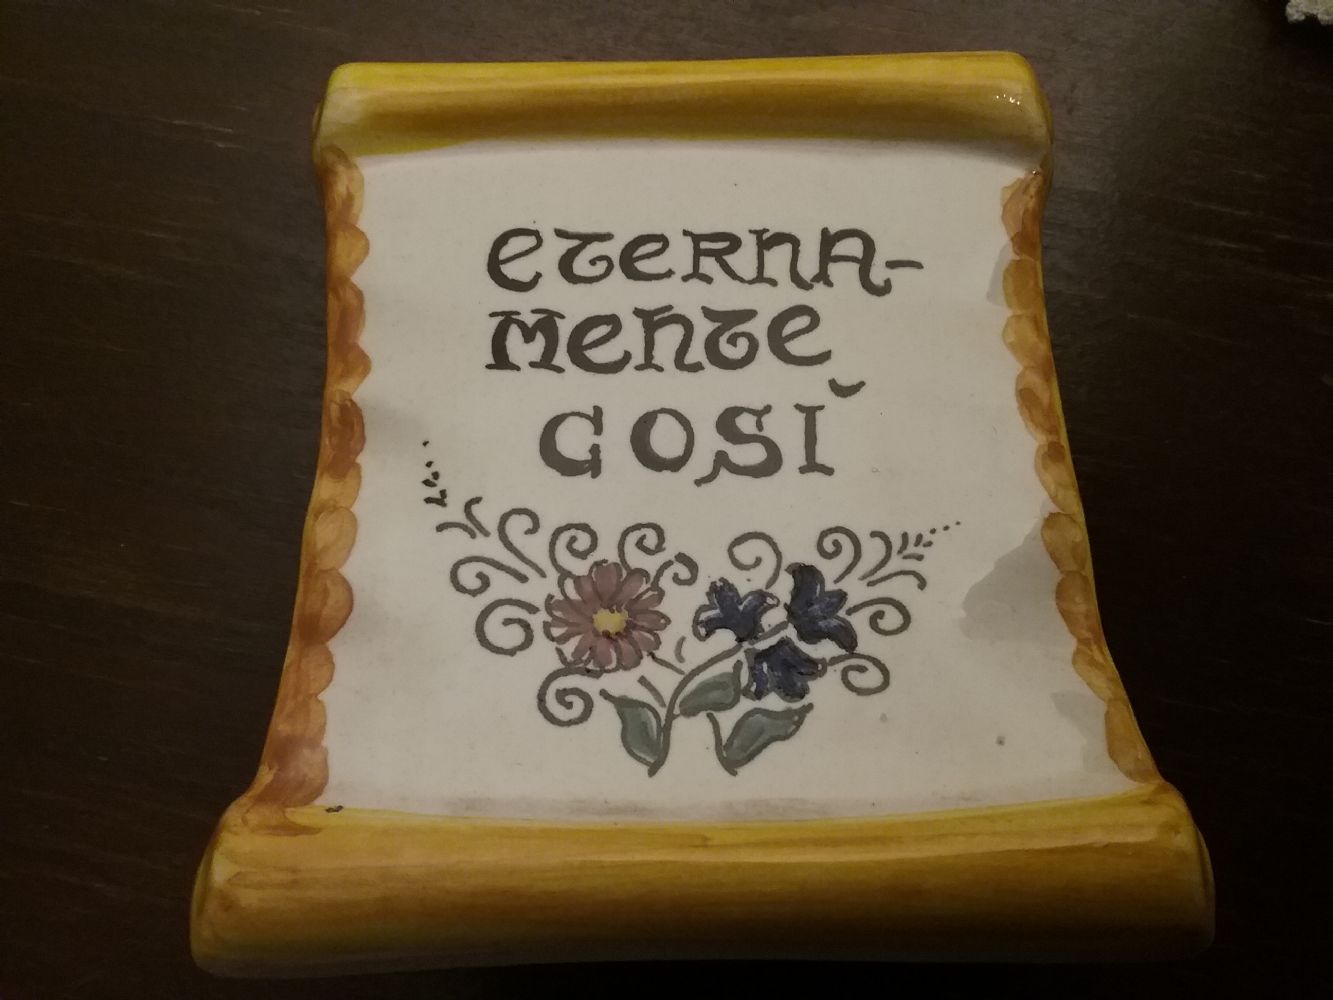 eterna-
mente
così